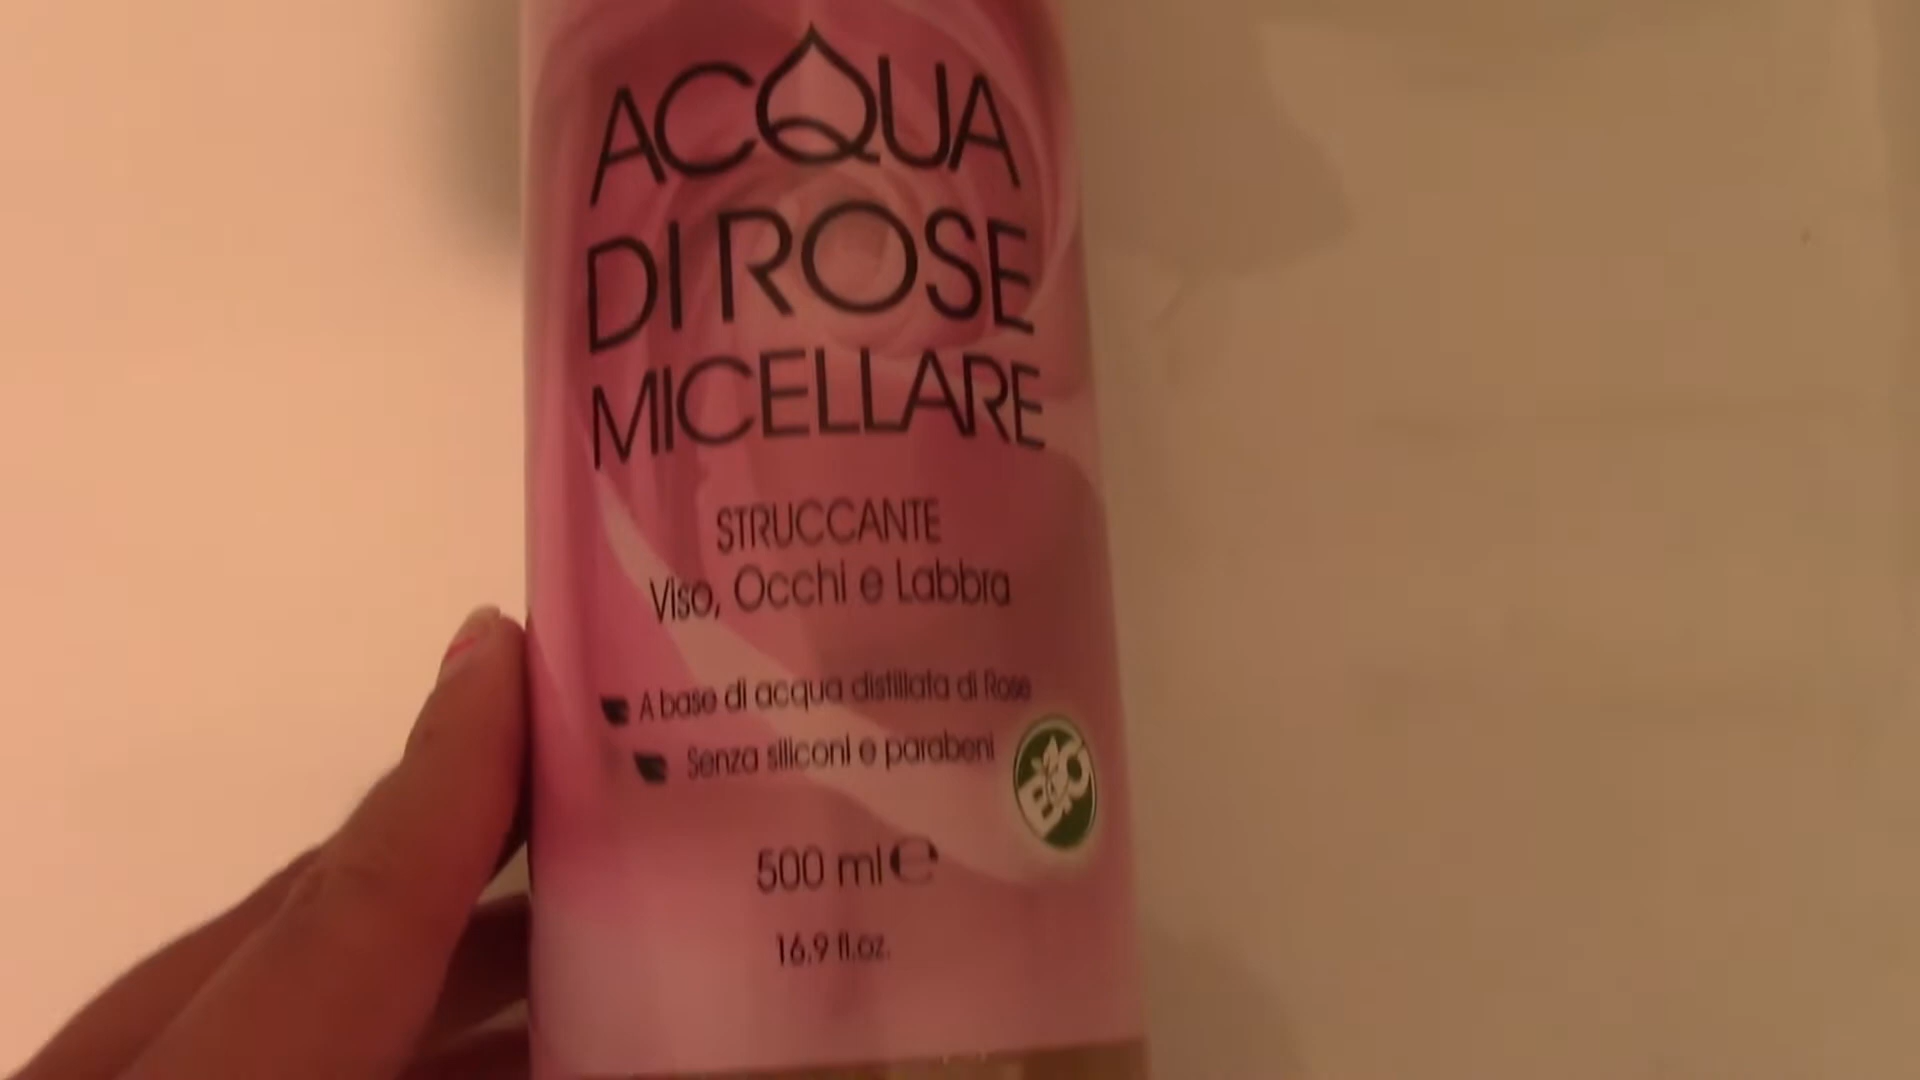 ACQUA
DI ROSE
MICELLARE
STRUCCANTE
Viso, Occhi e Labbra
A base di acqua distillata di Rose
Senza siliconi e parabeni
BIO
500 ml ℮
16.9 fl.oz.